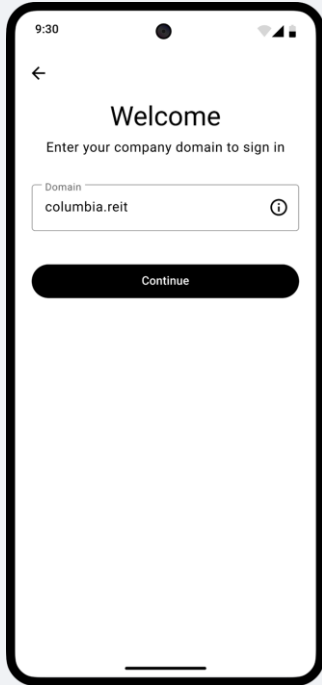 9:30
Welcome
Enter your company domain to sign in
Domain
columbia.reit
Continue